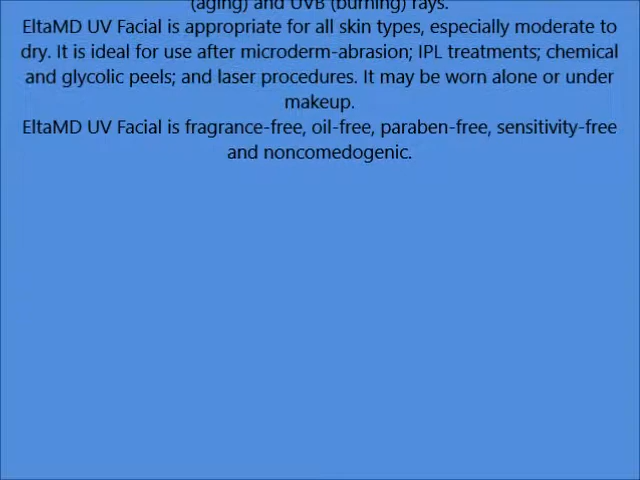 (aging) and UVB (burning) rays.
EltaMD UV Facial is appropriate for all skin types, especially moderate to
dry. It is ideal for use after microderm-abrasion; IPL treatments; chemical
and glycolic peels; and laser procedures. It may be worn alone or under
makeup.
EltaMD UV Facial is fragrance-free, oil-free, paraben-free, sensitivity-free
and noncomedogenic.